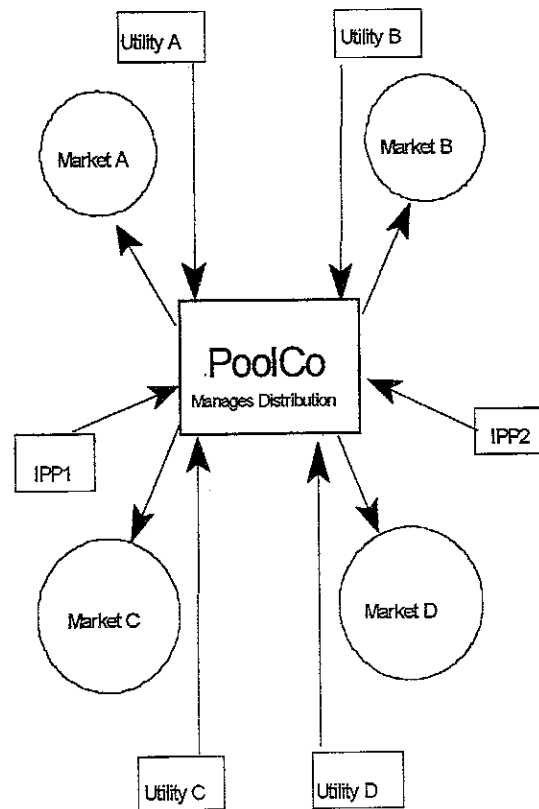 Utility A
Utility B
Market A
Market B
PoolCo
Manages Distribution
IPP1
IPP2
Market C
Market D
Utility C
Utility D